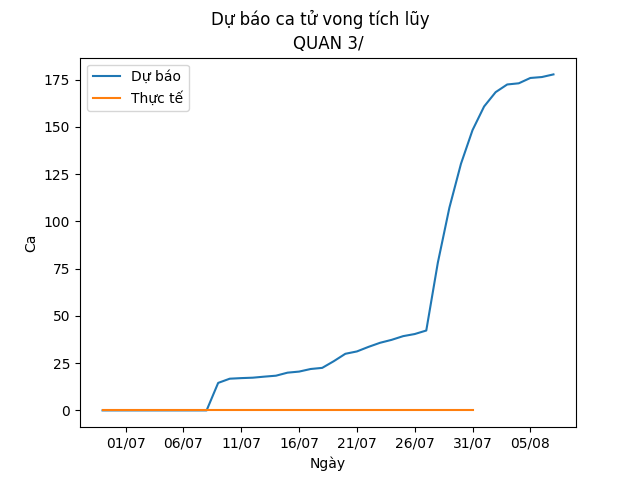 Dự báo ca tử vong tích lũy
QUAN 3/
Dự báo
Thực tế
175
150
125
100
75
50
25
0
Ca
01/07
06/07
11/07
16/07
21/07
26/07
31/07
05/08
Ngày